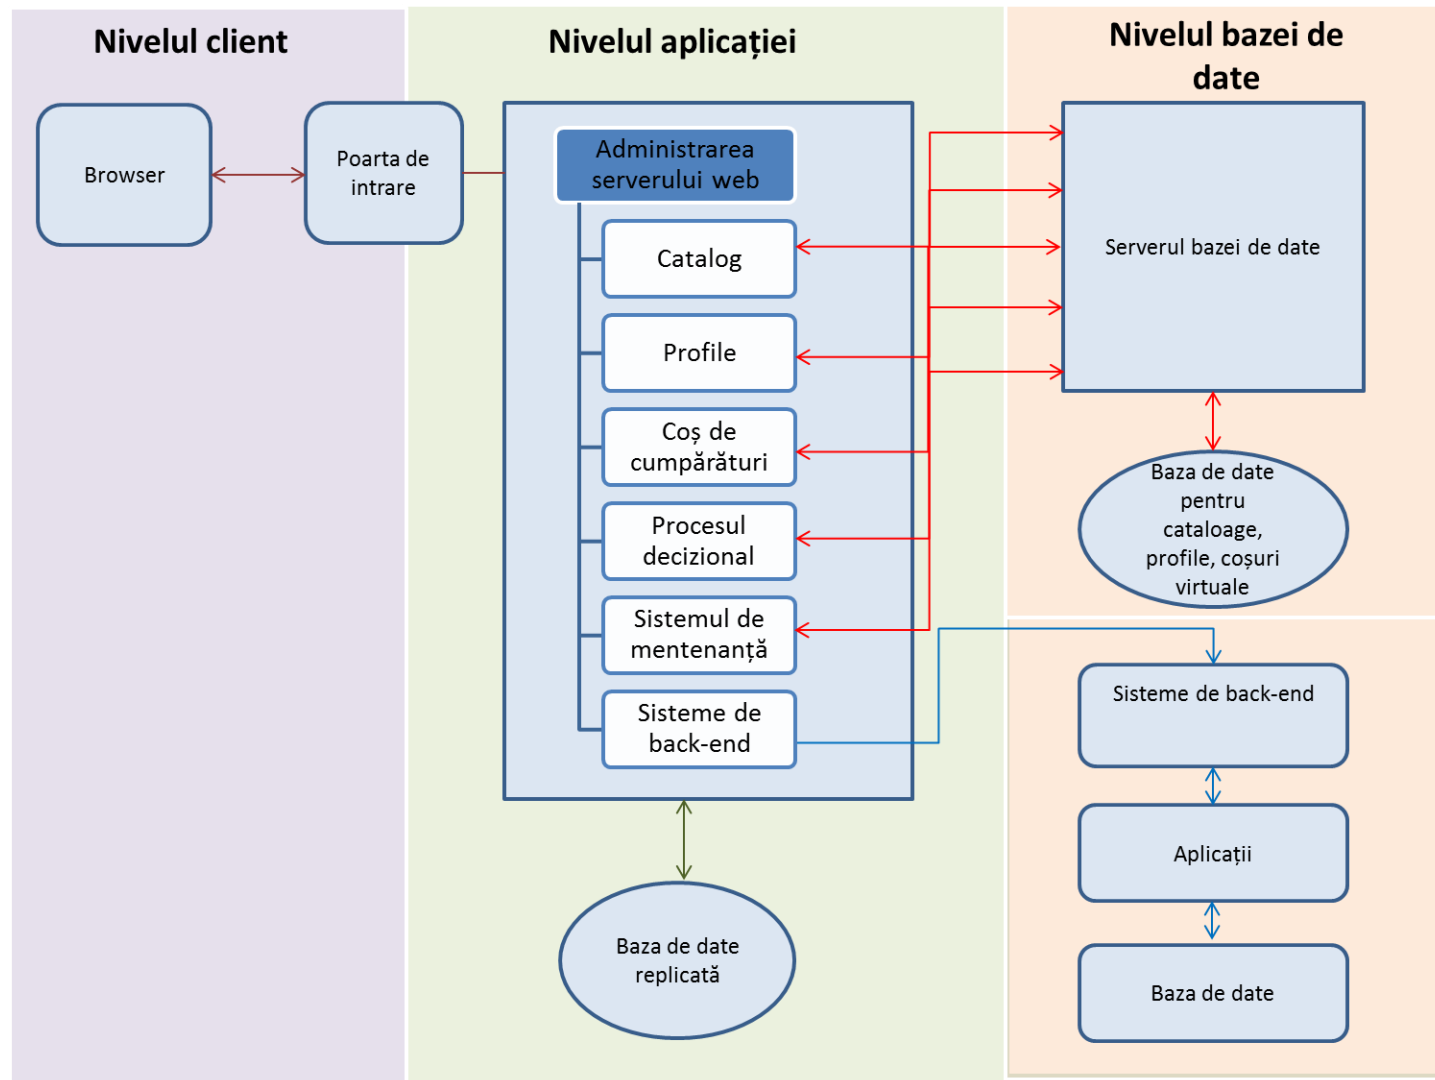 Nivelul client
Nivelul aplicației
Nivelul bazei de
date
Browser
Poarta de
intrare
Administrarea
serverului web
Catalog
Profile
Coș de
cumpărături
Procesul
decizional
Sistemul de
mentenanță
Sisteme de
back-end
Baza de date
replicată
Serverul bazei de date
Baza de date
pentru
cataloage,
profile, coșuri
virtuale
Sisteme de back-end
Aplicații
Baza de date